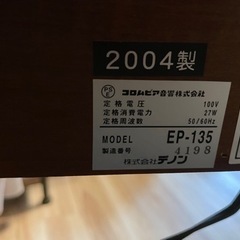 2004製
コロムビア音響株式会社
定格電圧 100V
定格消費電力 27W
定格周波数 50/60Hz
MODEL EP-135
製造番号 4198
株式会社デノン